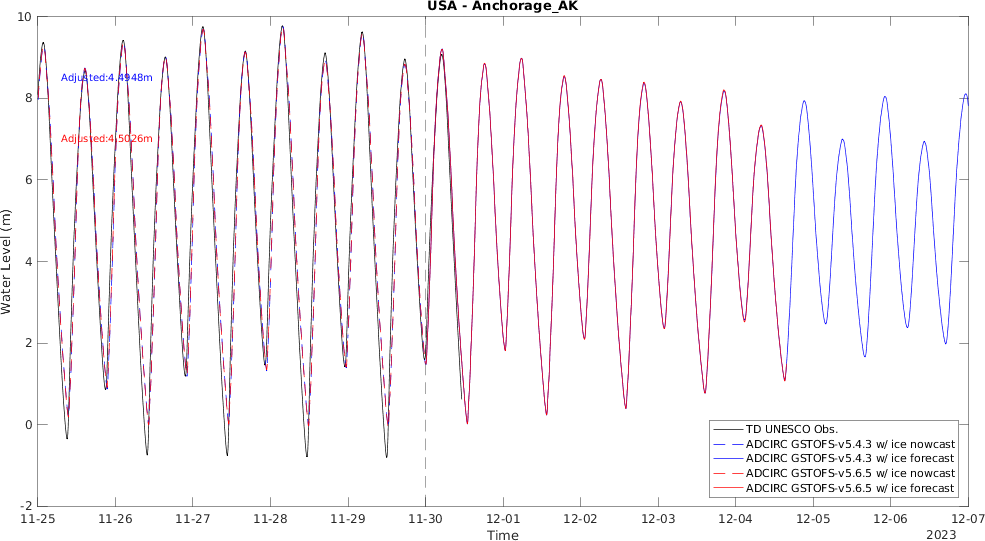 USA - Anchorage_AK
10
8
6
4
2
0
-2
Water Level (m)
Adjusted:4.4948m
Adjusted:4.5026m
TD UNESCO Obs.
ADCIRC GSTOFS-v5.4.3 w/ ice nowcast
ADCIRC GSTOFS-v5.4.3 w/ ice forecast
ADCIRC GSTOFS-v5.6.5 w/ ice nowcast
ADCIRC GSTOFS-v5.6.5 w/ ice forecast
11-25 11-26 11-27 11-28 11-29 11-30 12-01 12-02 12-03 12-04 12-05 12-06 12-07
Time
2023